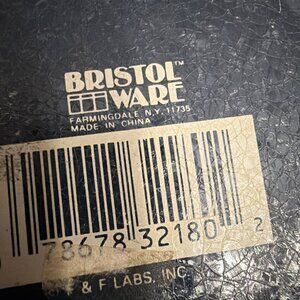 BRISTOL™
WARE
FARMINGDALE, N.Y. 11735
MADE IN CHINA
78678 32180 2
& F LABS, INC.